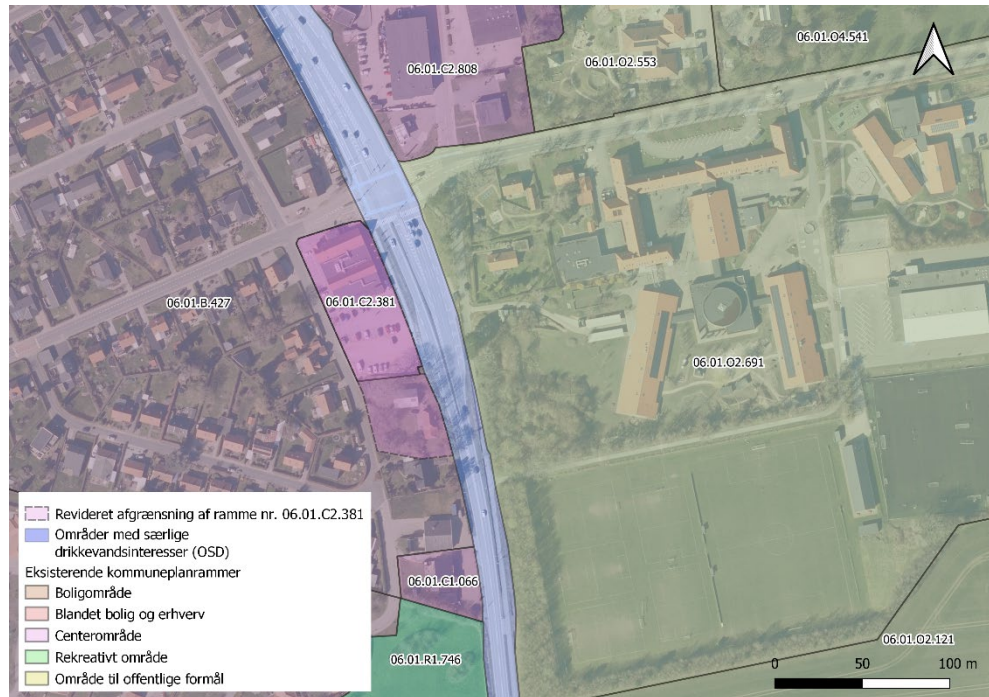 06.01.O4.541
06.01.C2.808
06.01.O2.553
06.01.B.427
06.01.C2.381
06.01.O2.691
06.01.C1.066
06.01.R1.746
06.01.O2.121
Revideret afgrænsning af ramme nr. 06.01.C2.381
Områder med særlige
drikkevandsinteresser (OSD)
Eksisterende kommuneplanrammer
Boligområde
Blandet bolig og erhverv
Centerområde
Rekreativt område
Område til offentlige formål
0 50 100 m